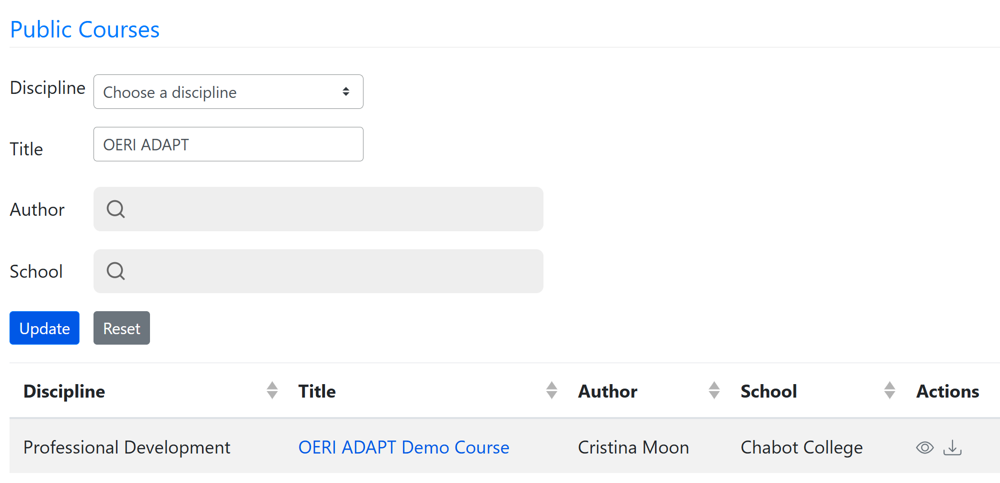 Public Courses
Discipline Choose a discipline
Title OERI ADAPT
Author
School
Update Reset
Discipline Title Author School Actions
Professional Development OERI ADAPT Demo Course Cristina Moon Chabot College